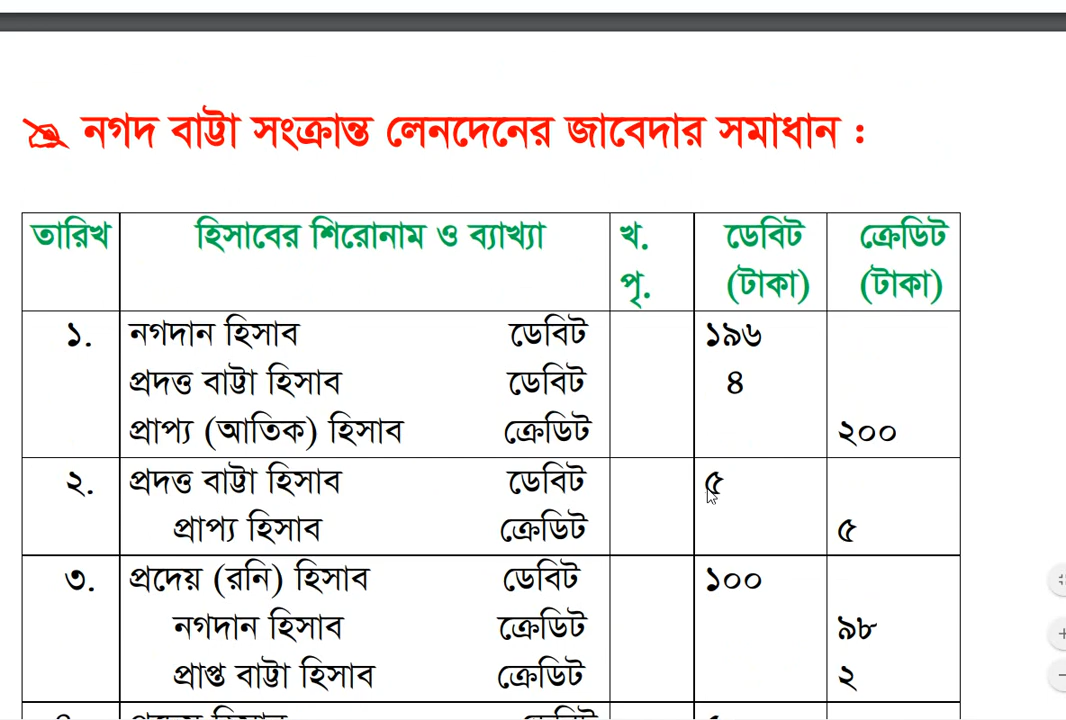 নগদ বাট্টা সংক্রান্ত লেনদেনের জাবেদার সমাধান :
তারিখ হিসাবের শিরোনাম ও ব্যাখ্যা খ. পৃ. ডেবিট (টাকা) ক্রেডিট (টাকা)
১. নগদান হিসাব ডেবিট ১৯৬
প্রদত্ত বাট্টা হিসাব ডেবিট ৪
প্রাপ্য (আতিক) হিসাব ক্রেডিট ২০০
২. প্রদত্ত বাট্টা হিসাব ডেবিট ৫
প্রাপ্য হিসাব ক্রেডিট ৫
৩. প্রদেয় (রনি) হিসাব ডেবিট ১০০
নগদান হিসাব ক্রেডিট ৯৮
প্রাপ্ত বাট্টা হিসাব ক্রেডিট ২